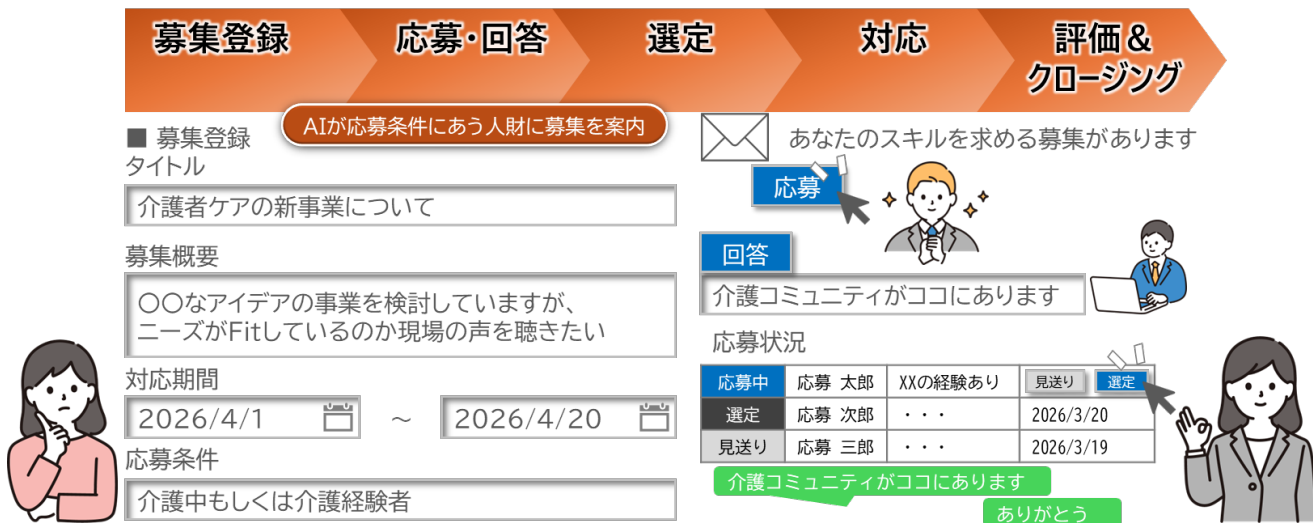 募集登録
応募・回答
選定
対応
評価＆
クロージング
AIが応募条件にあう人財に募集を案内
■ 募集登録
タイトル
介護者ケアの新事業について
募集概要
〇〇なアイデアの事業を検討していますが、
ニーズがFitしているのか現場の声を聴きたい
対応期間
2026/4/1 ～ 2026/4/20
応募条件
介護中もしくは介護経験者
あなたのスキルを求める募集があります
応募
回答
介護コミュニティがココにあります
応募状況
応募中 応募 太郎 XXの経験あり 見送り 選定
選定 応募 次郎 ・・・ 2026/3/20
見送り 応募 三郎 ・・・ 2026/3/19
介護コミュニティがココにあります
ありがとう